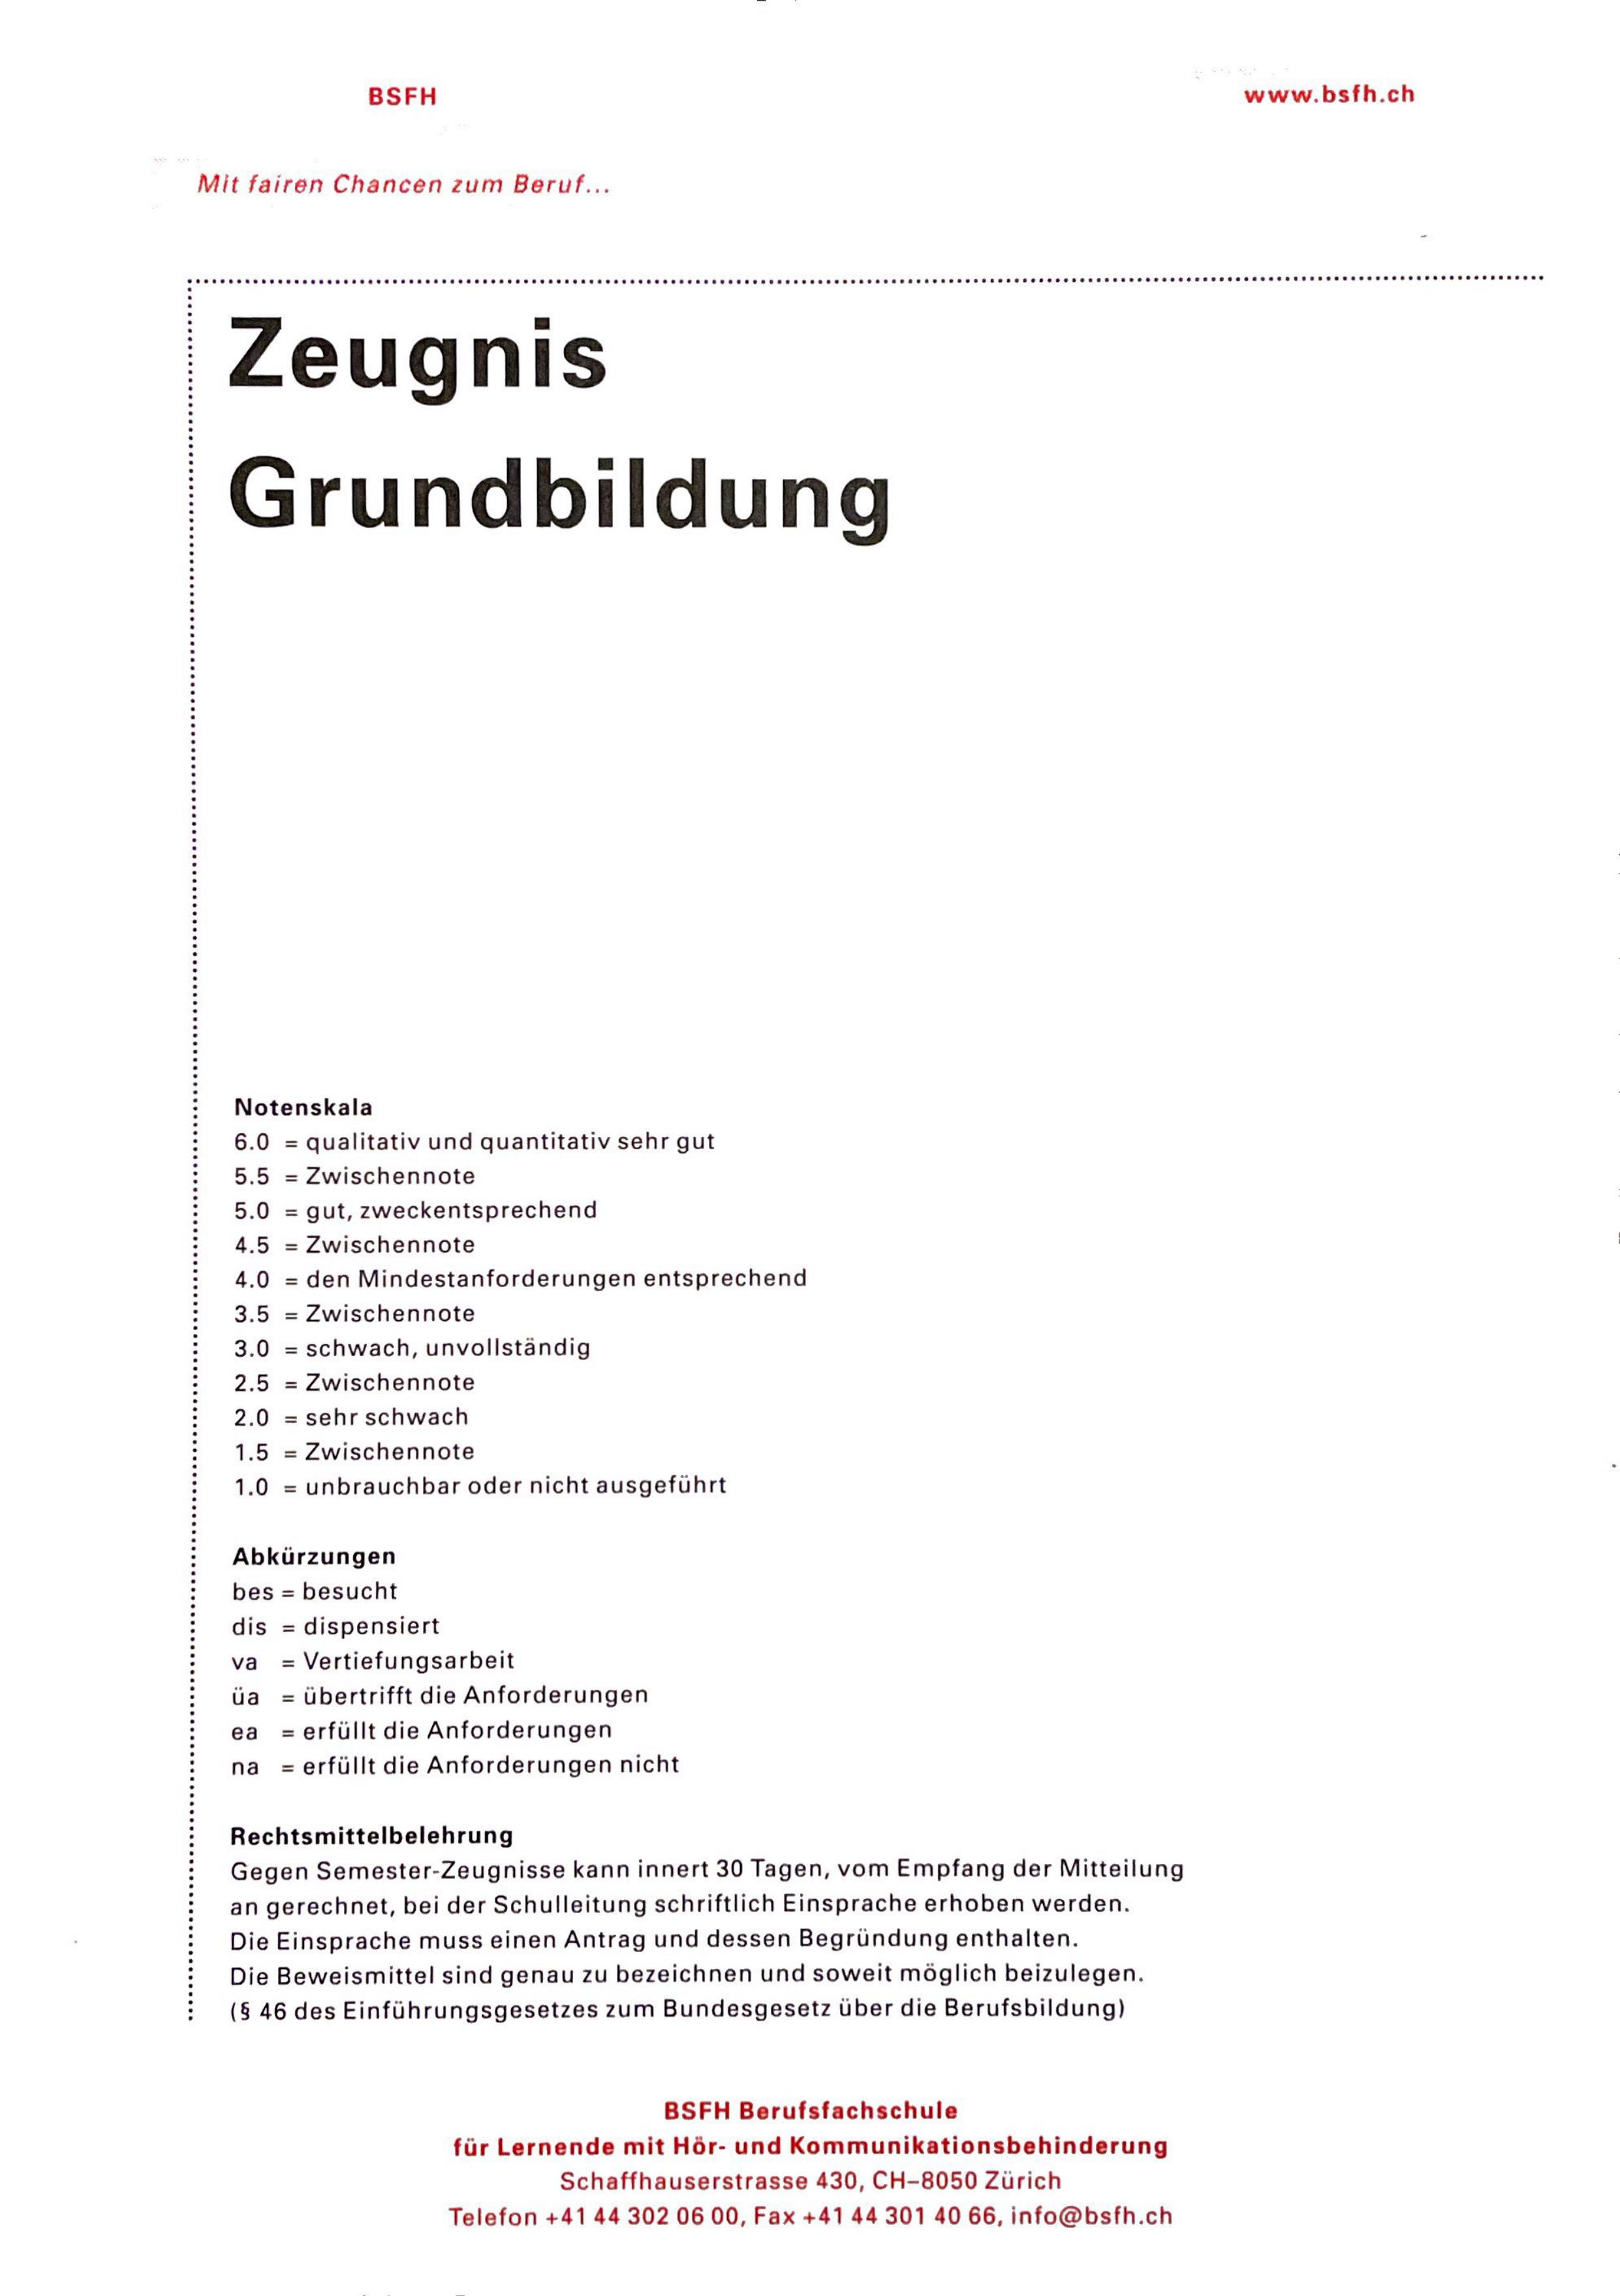 BSFH
www.bsfh.ch
Mit fairen Chancen zum Beruf...
Zeugnis
Grundbildung
Notenskala
6.0 = qualitativ und quantitativ sehr gut
5.5 = Zwischennote
5.0 = gut, zweckentsprechend
4.5 = Zwischennote
4.0 = den Mindestanforderungen entsprechend
3.5 = Zwischennote
3.0 = schwach, unvollständig
2.5 = Zwischennote
2.0 = sehr schwach
1.5 = Zwischennote
1.0 = unbrauchbar oder nicht ausgeführt
Abkürzungen
bes = besucht
dis = dispensiert
va = Vertiefungsarbeit
üa = übertrifft die Anforderungen
ea = erfüllt die Anforderungen
na = erfüllt die Anforderungen nicht
Rechtsmittelbelehrung
Gegen Semester-Zeugnisse kann innert 30 Tagen, vom Empfang der Mitteilung
an gerechnet, bei der Schulleitung schriftlich Einsprache erhoben werden.
Die Einsprache muss einen Antrag und dessen Begründung enthalten.
Die Beweismittel sind genau zu bezeichnen und soweit möglich beizulegen.
(§ 46 des Einführungsgesetzes zum Bundesgesetz über die Berufsbildung)
BSFH Berufsfachschule
für Lernende mit Hör- und Kommunikationsbehinderung
Schaffhauserstrasse 430, CH–8050 Zürich
Telefon +41 44 302 06 00, Fax +41 44 301 40 66, info@bsfh.ch